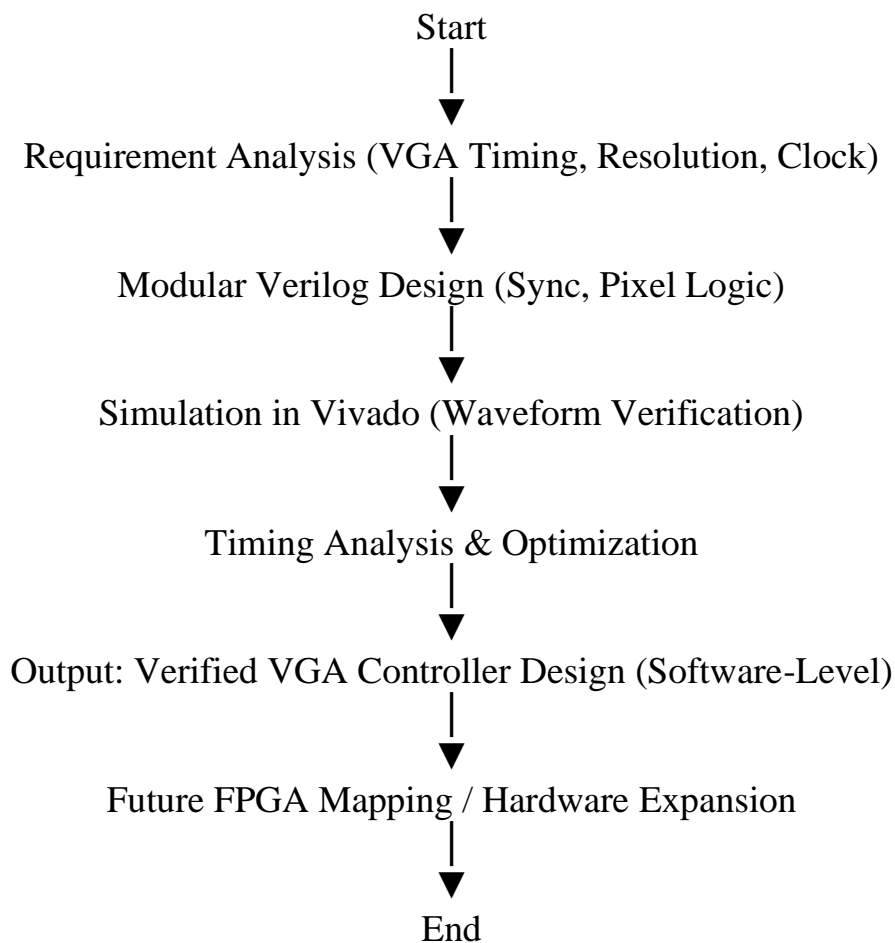 Start
Requirement Analysis (VGA Timing, Resolution, Clock)
Modular Verilog Design (Sync, Pixel Logic)
Simulation in Vivado (Waveform Verification)
Timing Analysis & Optimization
Output: Verified VGA Controller Design (Software-Level)
Future FPGA Mapping / Hardware Expansion
End